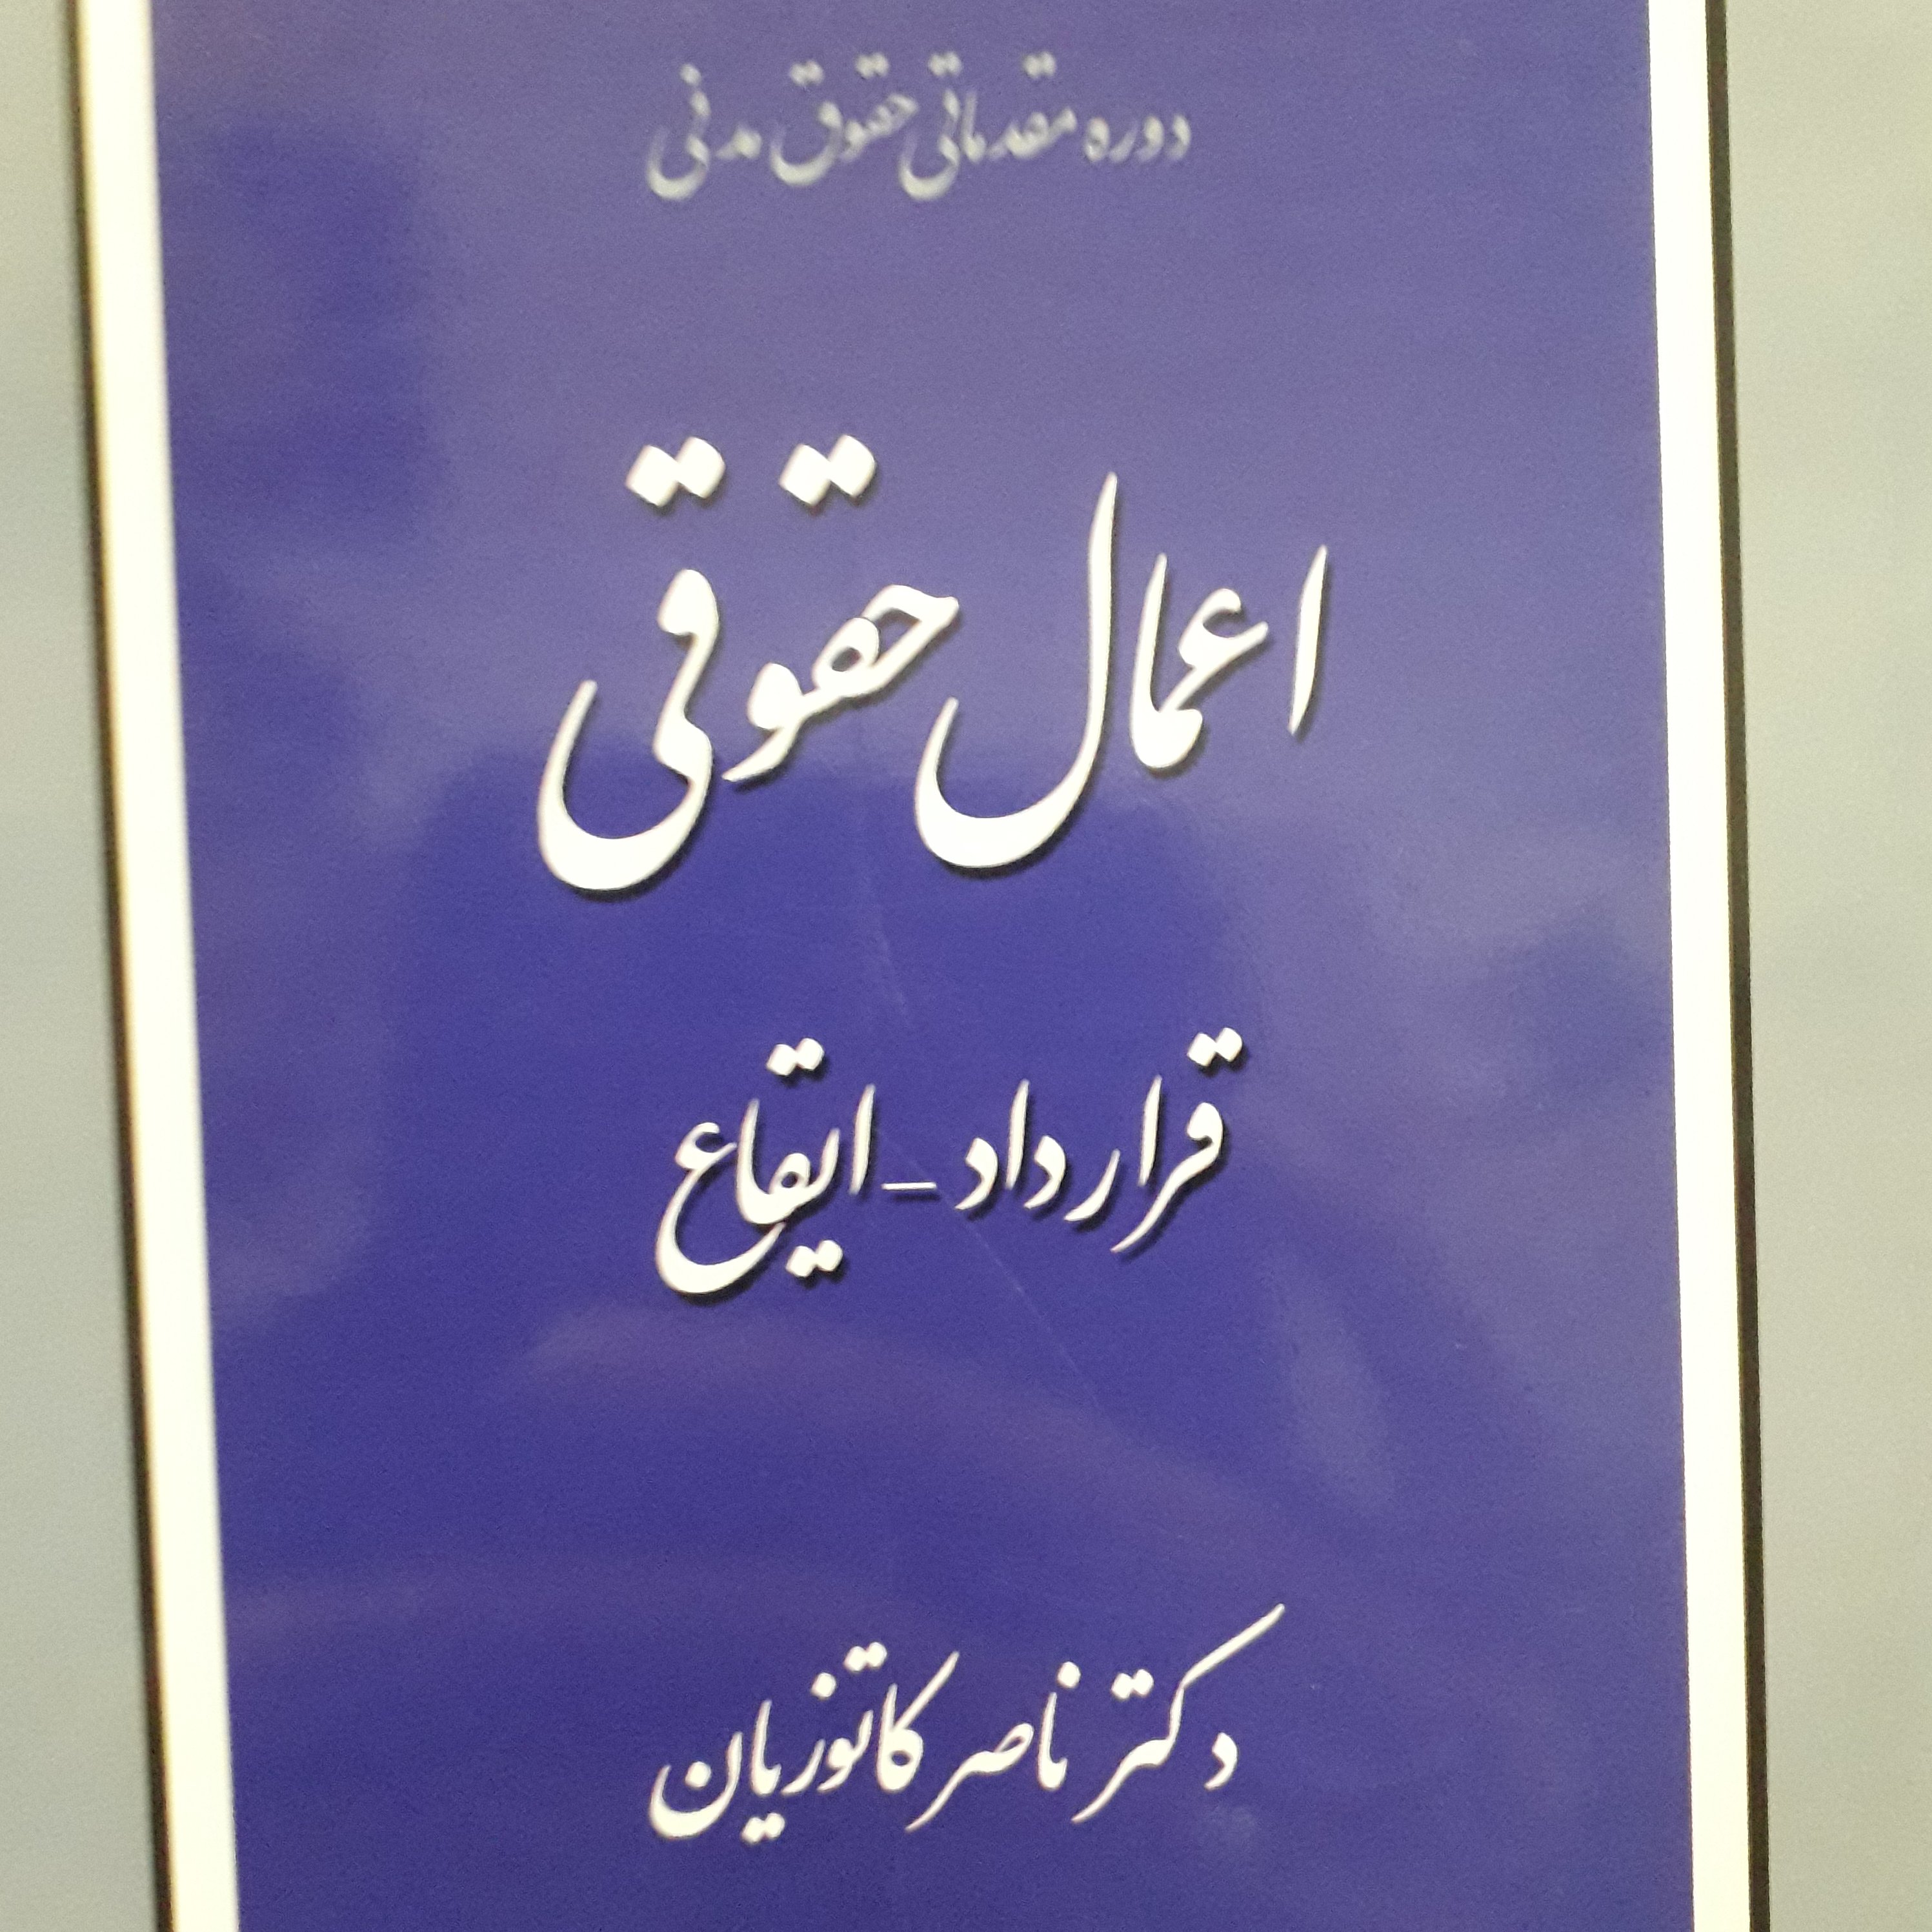 دوره مقدماتی حقوق مدنی
اعمال حقوقی
قرارداد - ایقاع
دکتر ناصر کاتوزیان